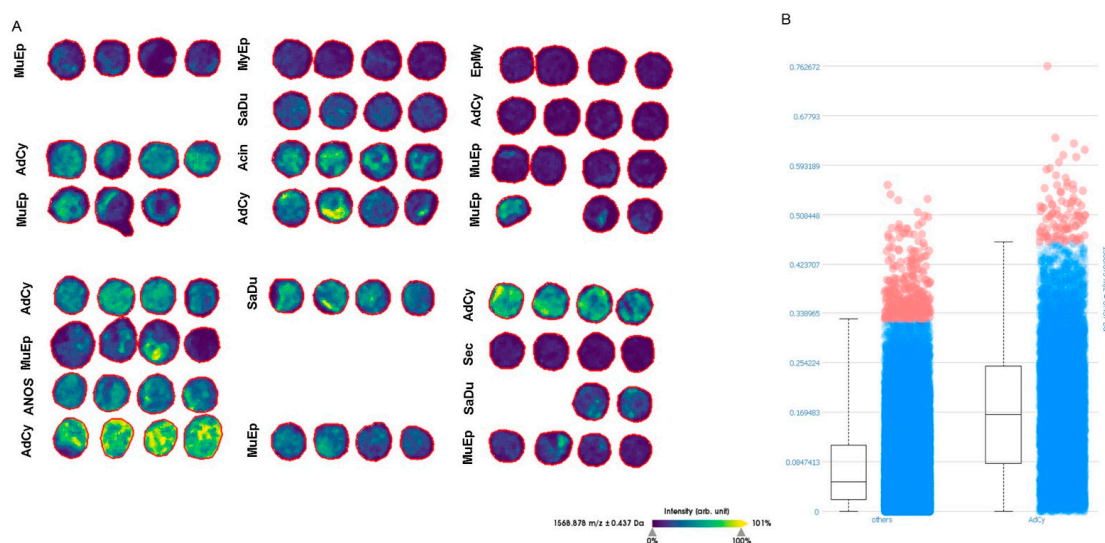 A
B
MuEp
MyEp
EpMy
SaDu
AdCy
AdCy
Acin
MuEp
MuEp
AdCy
MuEp
AdCy
SaDu
AdCy
MuEp
Sec
ANOS
SaDu
AdCy
MuEp
MuEp
Intensity (arb. unit)
1568.878 m/z ± 0.437 Da
101%
0%
100%
0.762672
0.67793
0.593189
0.508448
0.423707
0.338965
0.254224
0.169483
0.0847413
0
others
AdCy